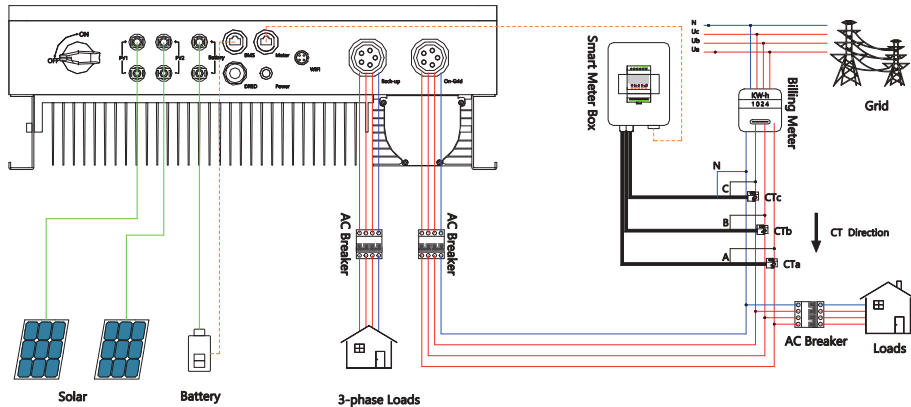 ON
OFF
PV1
PV2
Battery
BMS
Meter
WIFI
DRED
Power
Back-up
On-Grid
Smart Meter Box
N
Uc
Ub
Ua
KW-h
1024
Billing Meter
Grid
N
C
CTc
B
CTb
CT Direction
A
CTa
AC Breaker
AC Breaker
AC Breaker
Loads
Solar
Battery
3-phase Loads